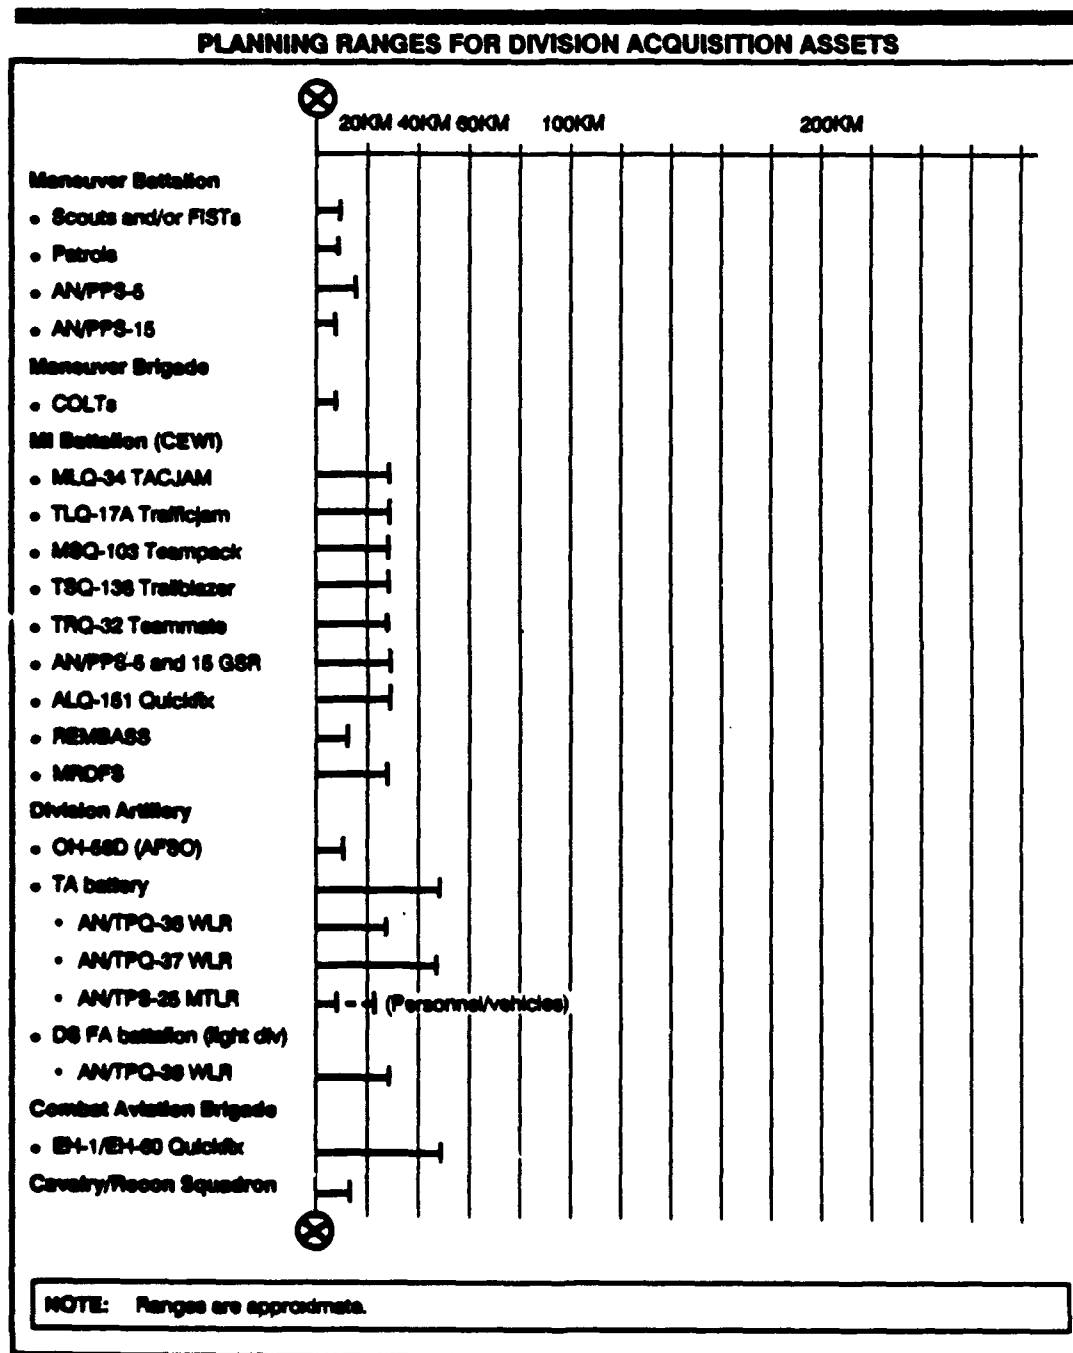 PLANNING RANGES FOR DIVISION ACQUISITION ASSETS
20KM 40KM 60KM 100KM 200KM
Maneuver Battalion
• Scouts and/or FISTs
• Patrols
• AN/PPS-5
• AN/PPS-15
Maneuver Brigade
• COLTs
MI Battalion (CEWI)
• MLQ-34 TACJAM
• TLQ-17A Trafficjam
• MSQ-103 Teampack
• TSQ-138 Trailblazer
• TRQ-32 Teammate
• AN/PPS-5 and 15 GSR
• ALQ-151 Quickfix
• REMBASS
• MRDFS
Division Artillery
• OH-58D (AFSO)
• TA battery
• AN/TPQ-36 WLR
• AN/TPQ-37 WLR
• AN/TPS-25 MTLR (Personnel/vehicles)
• DS FA battalion (light div)
• AN/TPQ-36 WLR
Combat Aviation Brigade
• EH-1/EH-60 Quickfix
Cavalry/Recon Squadron
NOTE: Ranges are approximate.